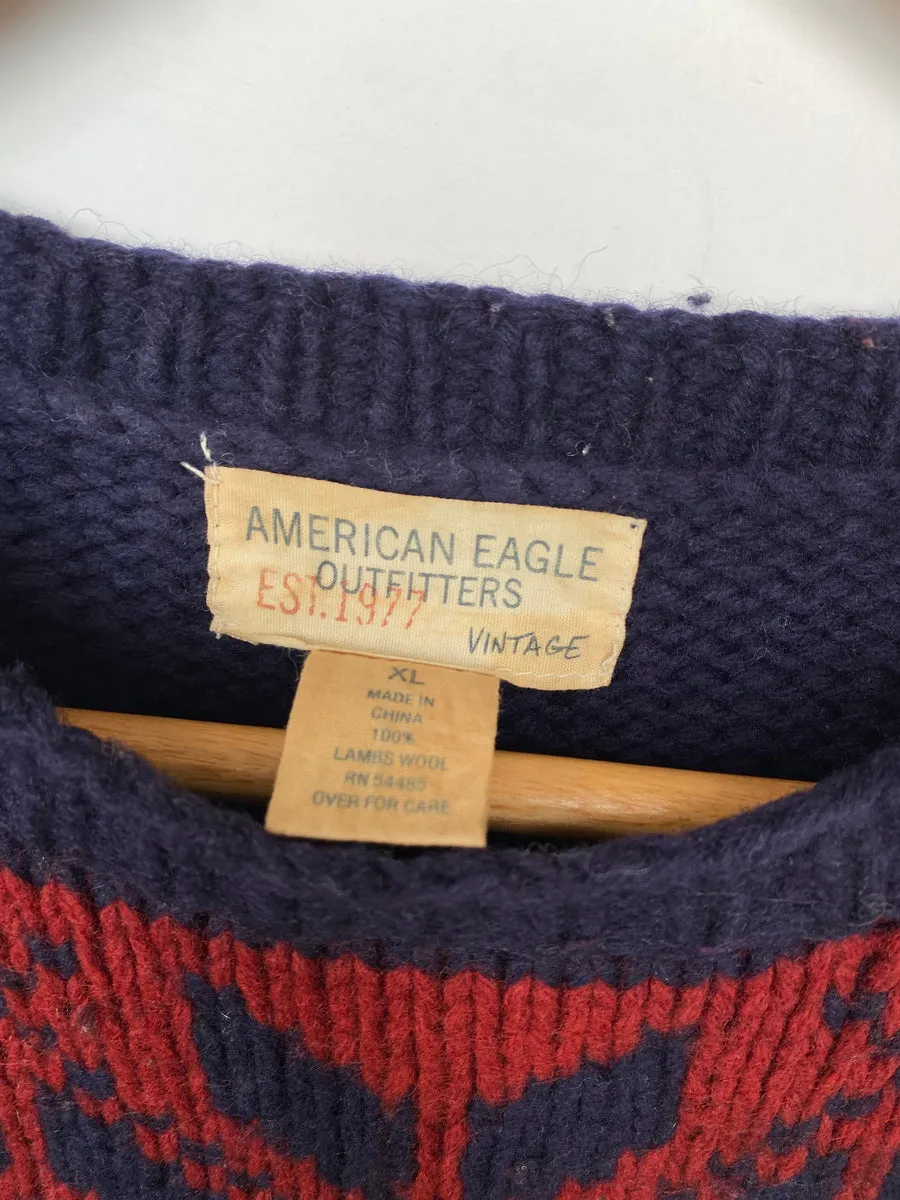 AMERICAN EAGLE
OUTFITTERS
EST.1977
VINTAGE
XL
MADE IN
CHINA
100%
LAMBS WOOL
RN 54485
OVER FOR CARE